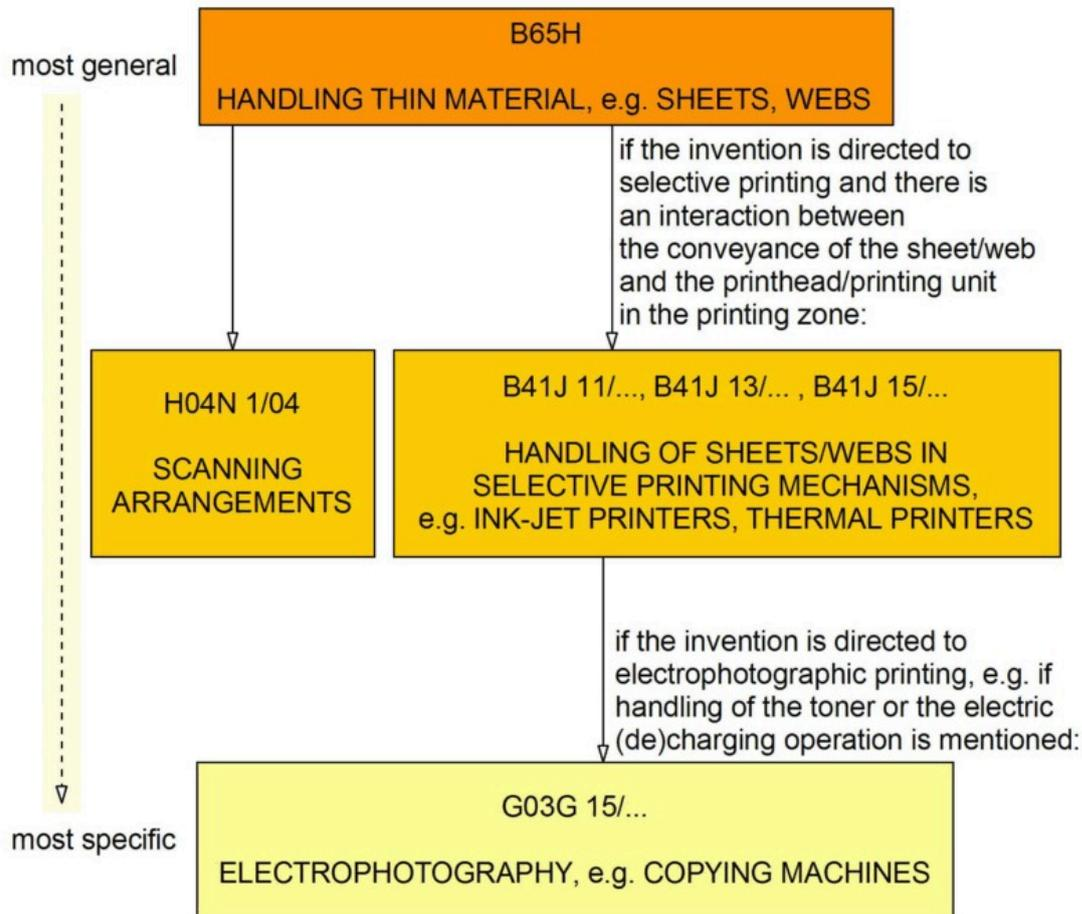 B65H
HANDLING THIN MATERIAL, e.g. SHEETS, WEBS
most general
if the invention is directed to
selective printing and there is
an interaction between
the conveyance of the sheet/web
and the printhead/printing unit
in the printing zone:
H04N 1/04
SCANNING
ARRANGEMENTS
B41J 11/..., B41J 13/... , B41J 15/...
HANDLING OF SHEETS/WEBS IN
SELECTIVE PRINTING MECHANISMS,
e.g. INK-JET PRINTERS, THERMAL PRINTERS
if the invention is directed to
electrophotographic printing, e.g. if
handling of the toner or the electric
(de)charging operation is mentioned:
most specific
G03G 15/...
ELECTROPHOTOGRAPHY, e.g. COPYING MACHINES